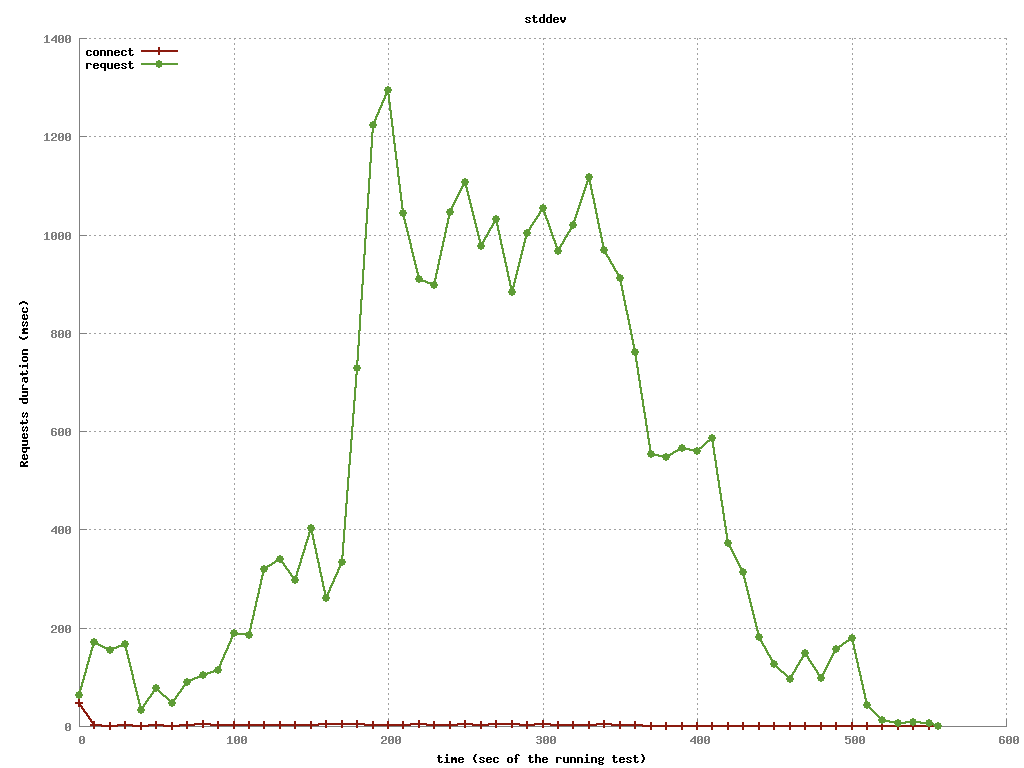 stddev
connect
request
1400
1200
1000
800
600
400
200
0
0 100 200 300 400 500 600
Requests duration (msec)
time (sec of the running test)